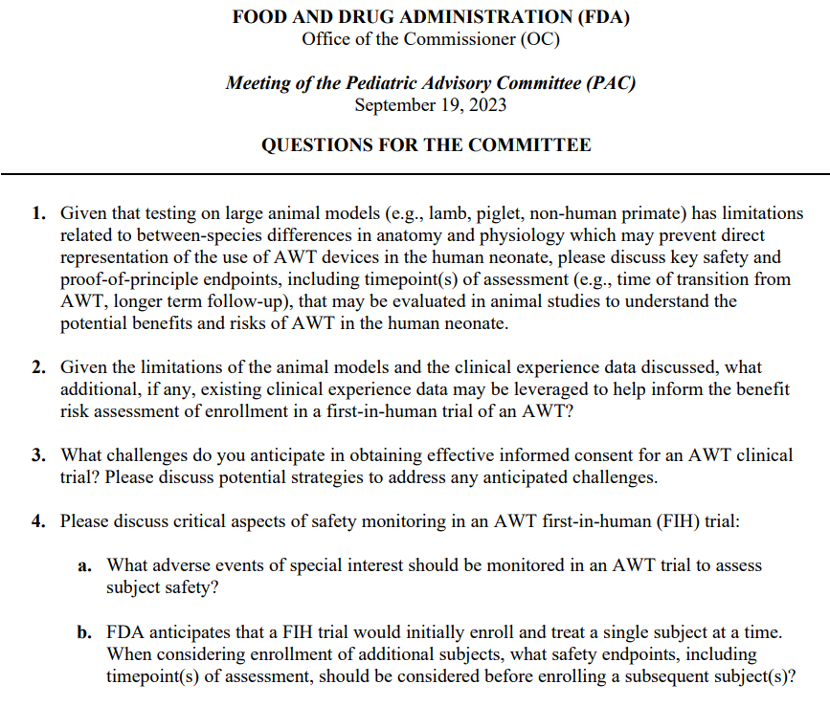 FOOD AND DRUG ADMINISTRATION (FDA)
Office of the Commissioner (OC)
Meeting of the Pediatric Advisory Committee (PAC)
September 19, 2023
QUESTIONS FOR THE COMMITTEE
1. Given that testing on large animal models (e.g., lamb, piglet, non-human primate) has limitations
related to between-species differences in anatomy and physiology which may prevent direct
representation of the use of AWT devices in the human neonate, please discuss key safety and
proof-of-principle endpoints, including timepoint(s) of assessment (e.g., time of transition from
AWT, longer term follow-up), that may be evaluated in animal studies to understand the
potential benefits and risks of AWT in the human neonate.
2. Given the limitations of the animal models and the clinical experience data discussed, what
additional, if any, existing clinical experience data may be leveraged to help inform the benefit
risk assessment of enrollment in a first-in-human trial of an AWT?
3. What challenges do you anticipate in obtaining effective informed consent for an AWT clinical
trial? Please discuss potential strategies to address any anticipated challenges.
4. Please discuss critical aspects of safety monitoring in an AWT first-in-human (FIH) trial:
a. What adverse events of special interest should be monitored in an AWT trial to assess
subject safety?
b. FDA anticipates that a FIH trial would initially enroll and treat a single subject at a time.
When considering enrollment of additional subjects, what safety endpoints, including
timepoint(s) of assessment, should be considered before enrolling a subsequent subject(s)?